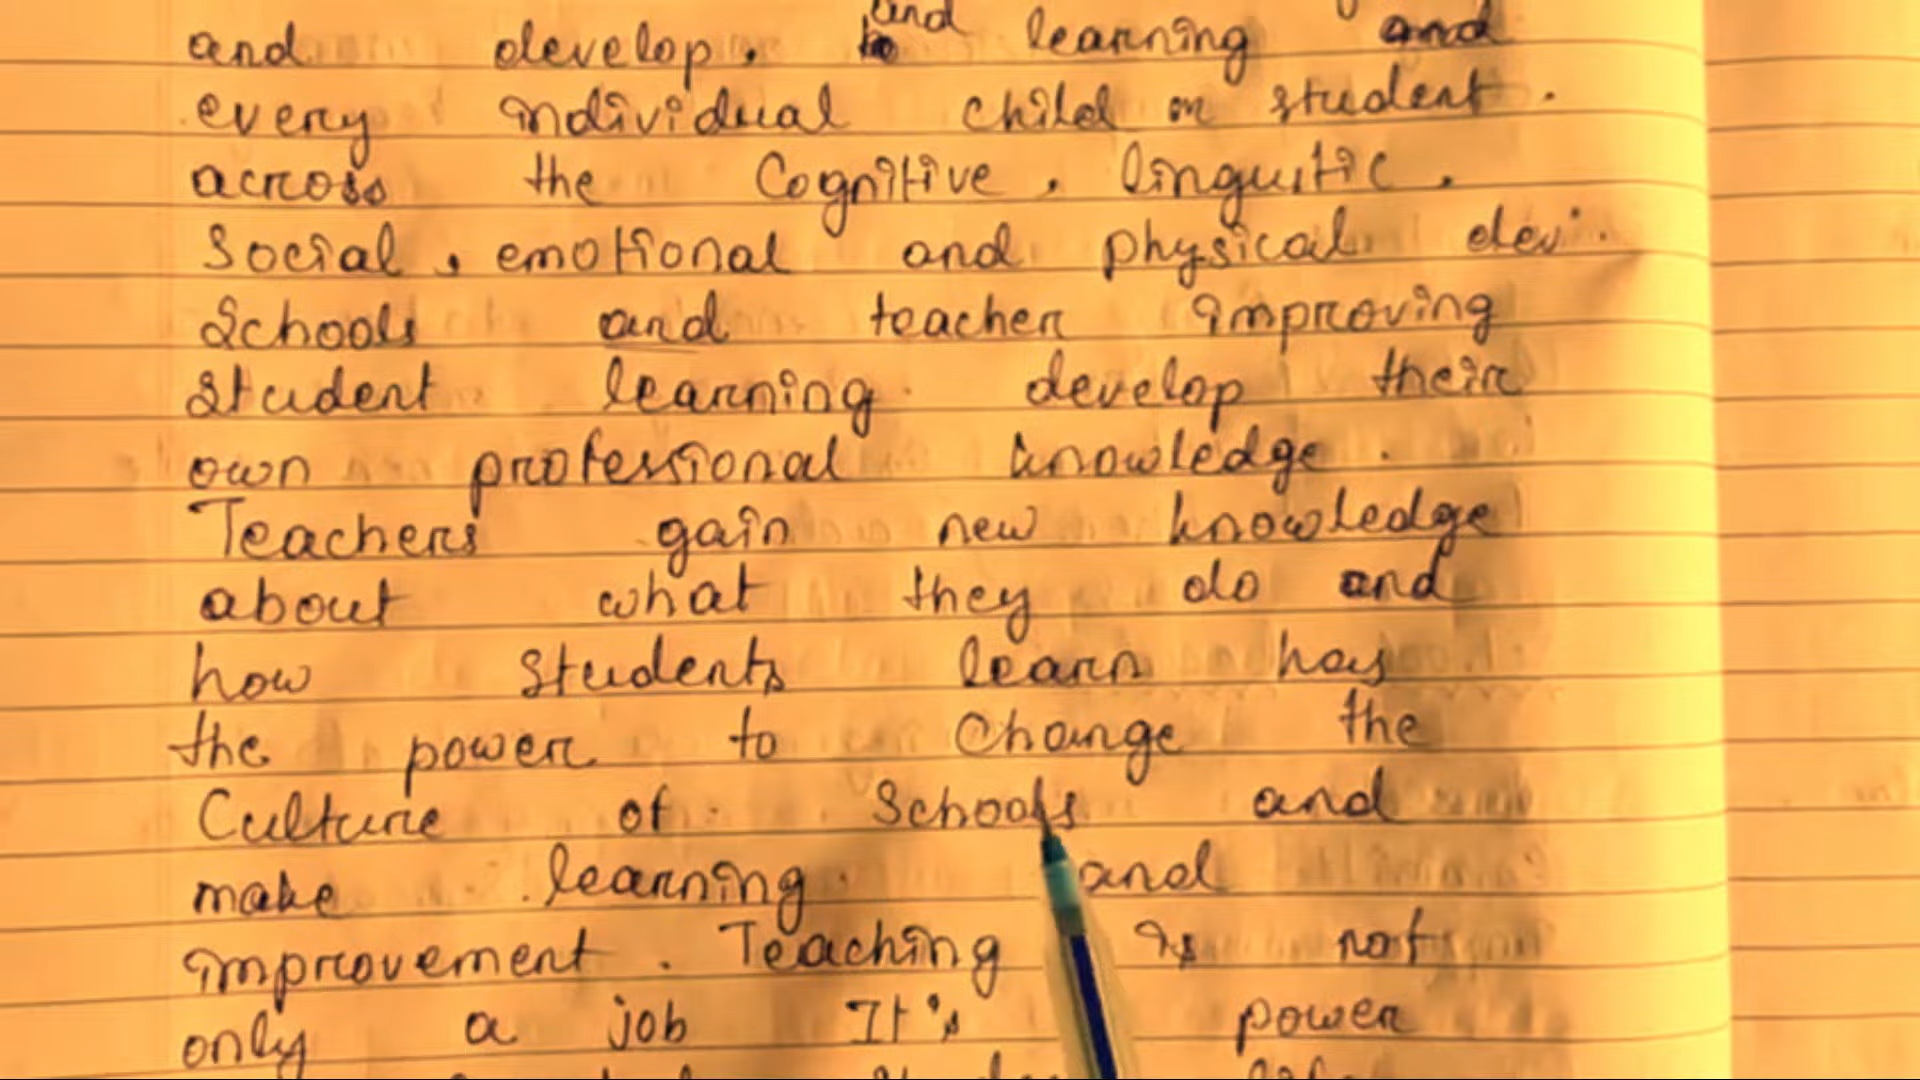 and develop, and learning and
every individual child or student.
across the Cognitive, linguistic,
Social, emotional and physical dev.
Schools and teacher improving
student learning develop their
own professional knowledge.
Teachers gain new knowledge
about what they do and
how students learn has
the power to change the
Culture of Schools and
make learning and
improvement. Teaching is not
only a job It's power